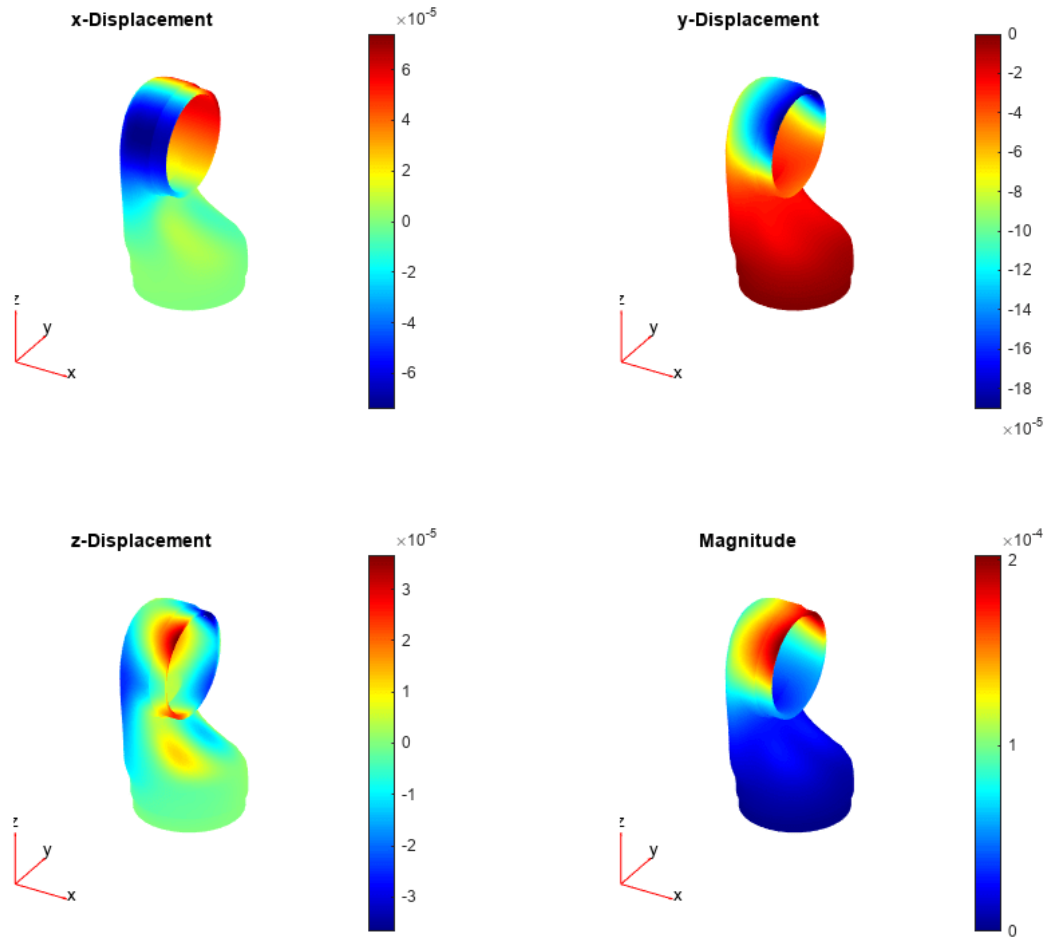 x-Displacement
×10-5
6
4
2
0
-2
-4
-6
z
y
x
y-Displacement
0
-2
-4
-6
-8
-10
-12
-14
-16
-18
×10-5
z
y
x
z-Displacement
×10-5
3
2
1
0
-1
-2
-3
z
y
x
Magnitude
×10-4
2
1
0
z
y
x